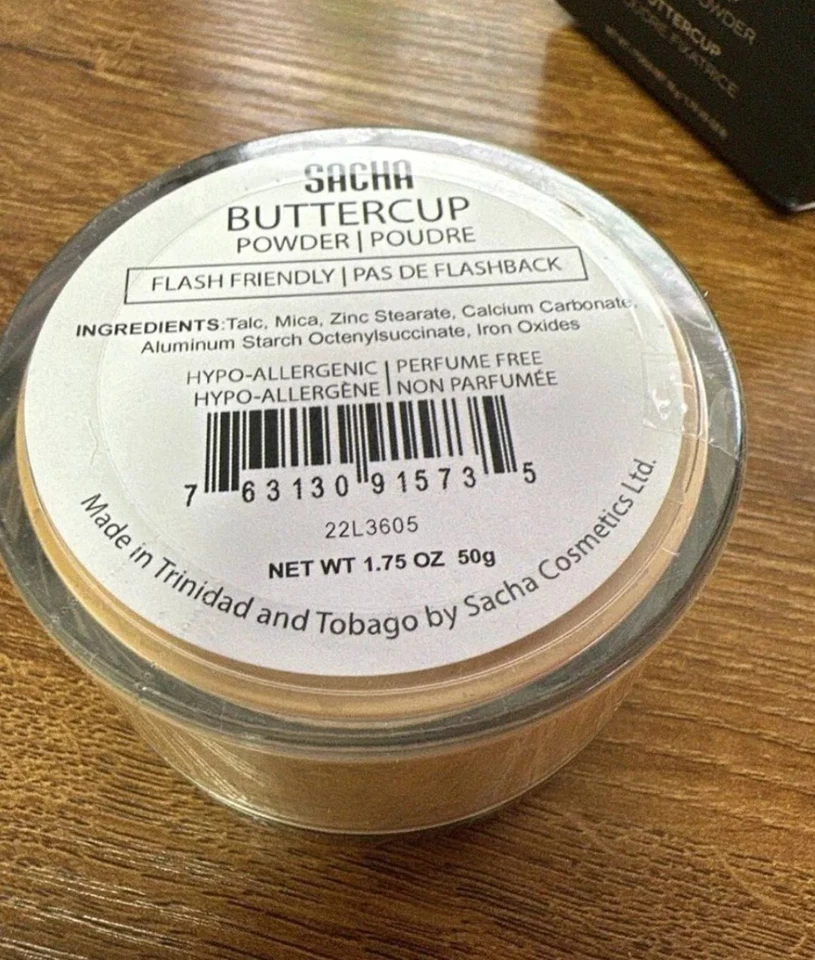 OWDER
BUTTERCUP
FIXATRICE
SACHA
BUTTERCUP
POWDER | POUDRE
FLASH FRIENDLY | PAS DE FLASHBACK
INGREDIENTS:Talc, Mica, Zinc Stearate, Calcium Carbonate,
Aluminum Starch Octenylsuccinate, Iron Oxides
HYPO-ALLERGENIC | PERFUME FREE
HYPO-ALLERGÈNE | NON PARFUMÉE
7 63130 91573 5
22L3605
NET WT 1.75 OZ 50g
Made in Trinidad and Tobago by Sacha Cosmetics Ltd.